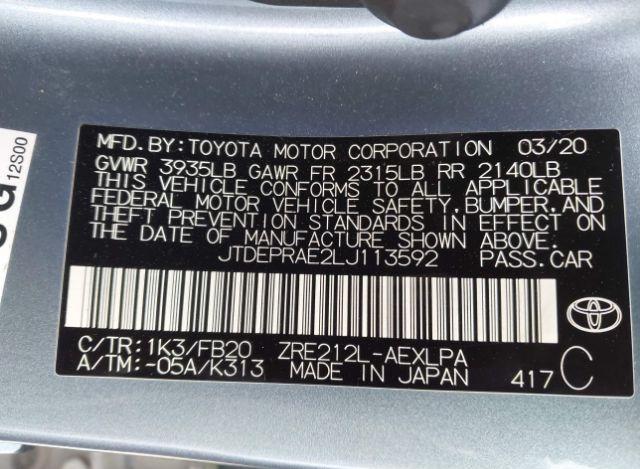 MFD.BY:TOYOTA MOTOR CORPORATION 03/20
GVWR 3935LB GAWR FR 2315LB RR 2140LB
THIS VEHICLE CONFORMS TO ALL APPLICABLE
FEDERAL MOTOR VEHICLE SAFETY,BUMPER,AND
THEFT PREVENTION STANDARDS IN EFFECT ON
THE DATE OF MANUFACTURE SHOWN ABOVE.
JTDEPRAE2LJ113592 PASS.CAR
C/TR:1K3/FB20 ZRE212L-AEXLPA
A/TM:-05A/K313 MADE IN JAPAN 417 C
12S00